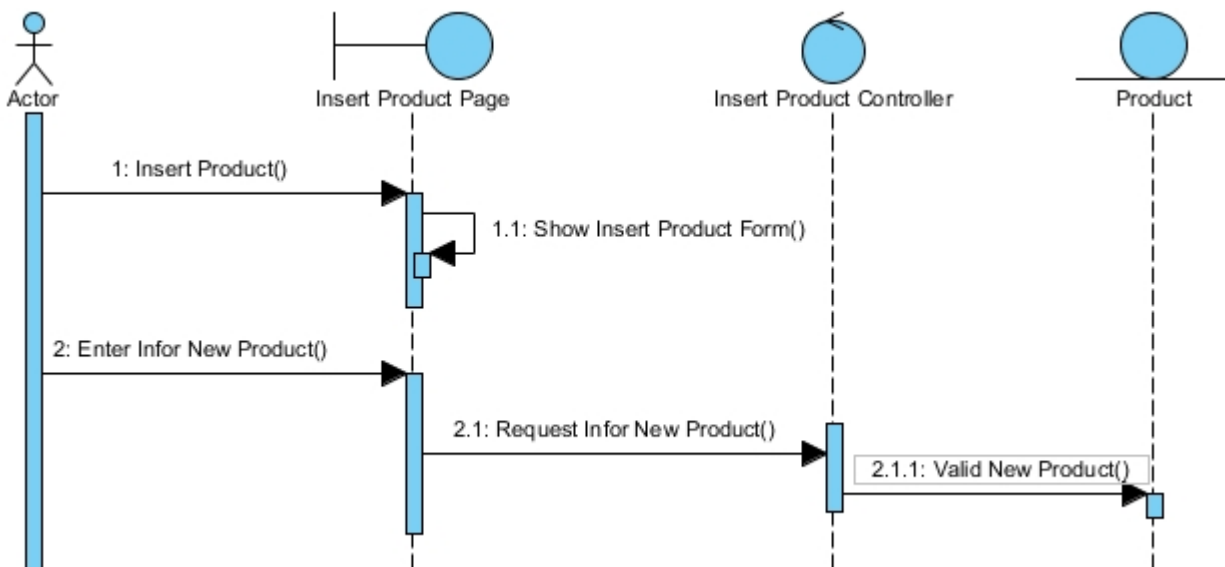 Actor
Insert Product Page
Insert Product Controller
Product
1: Insert Product()
1.1: Show Insert Product Form()
2: Enter Infor New Product()
2.1: Request Infor New Product()
2.1.1: Valid New Product()